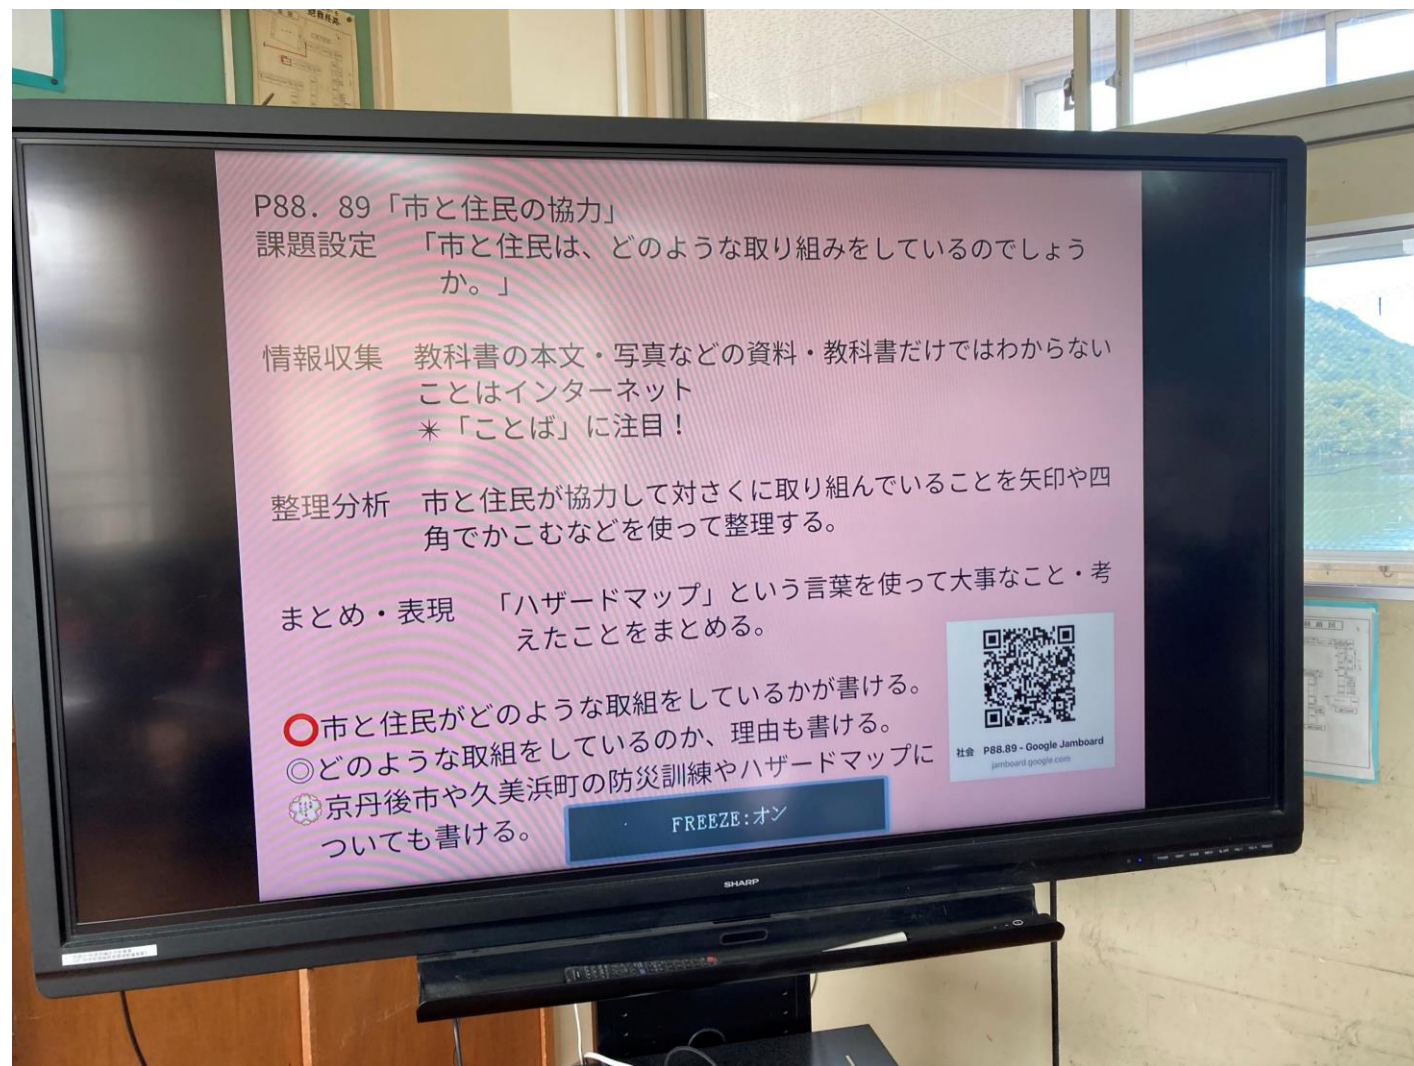 P88. 89「市と住民の協力」
課題設定 「市と住民は、どのような取り組みをしているのでしょう
か。」
情報収集 教科書の本文・写真などの資料・教科書だけではわからない
ことはインターネット
＊「ことば」に注目！
整理分析 市と住民が協力して対さくに取り組んでいることを矢印や四
角でかこむなどを使って整理する。
まとめ・表現 「ハザードマップ」という言葉を使って大事なこと・考
えたことをまとめる。
⭕市と住民がどのような取組をしているかが書ける。
◎どのような取組をしているのか、理由も書ける。
💮京丹後市や久美浜町の防災訓練やハザードマップに
ついても書ける。
社会 P88.89 - Google Jamboard
jamboard.google.com
FREEZE:オン
SHARP